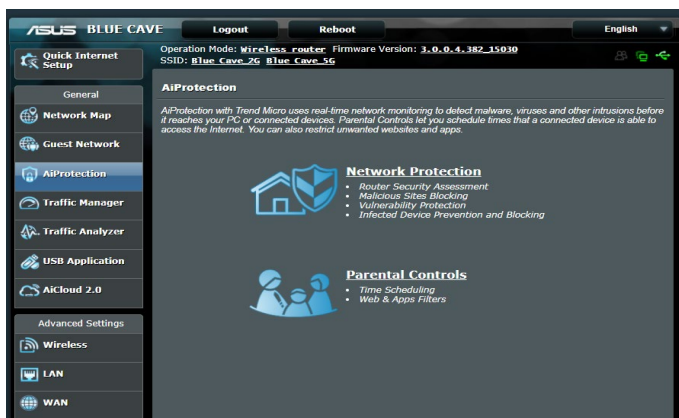 ASUS BLUE CAVE Logout Reboot English
Quick Internet Setup
Operation Mode: Wireless router Firmware Version: 3.0.0.4.382_15030
SSID: Blue Cave_2G Blue Cave_5G
General
Network Map
Guest Network
AiProtection
Traffic Manager
Traffic Analyzer
USB Application
AiCloud 2.0
Advanced Settings
Wireless
LAN
WAN
AiProtection
AiProtection with Trend Micro uses real-time network monitoring to detect malware, viruses and other intrusions before
it reaches your PC or connected devices. Parental Controls let you schedule times that a connected device is able to
access the Internet. You can also restrict unwanted websites and apps.
Network Protection
• Router Security Assessment
• Malicious Sites Blocking
• Vulnerability Protection
• Infected Device Prevention and Blocking
Parental Controls
• Time Scheduling
• Web & Apps Filters